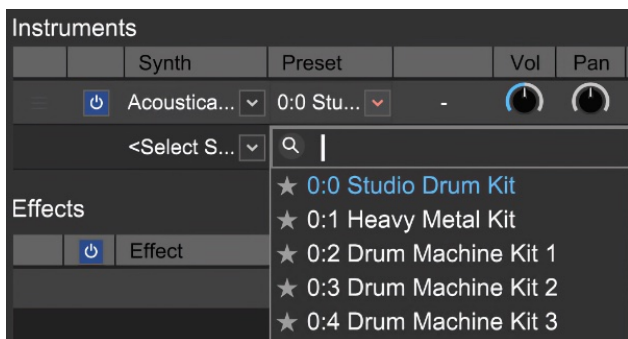 Instruments
Synth Preset Vol Pan
Acoustica... 0:0 Stu... -
<Select S...
0:0 Studio Drum Kit
0:1 Heavy Metal Kit
Effects
0:2 Drum Machine Kit 1
Effect
0:3 Drum Machine Kit 2
0:4 Drum Machine Kit 3